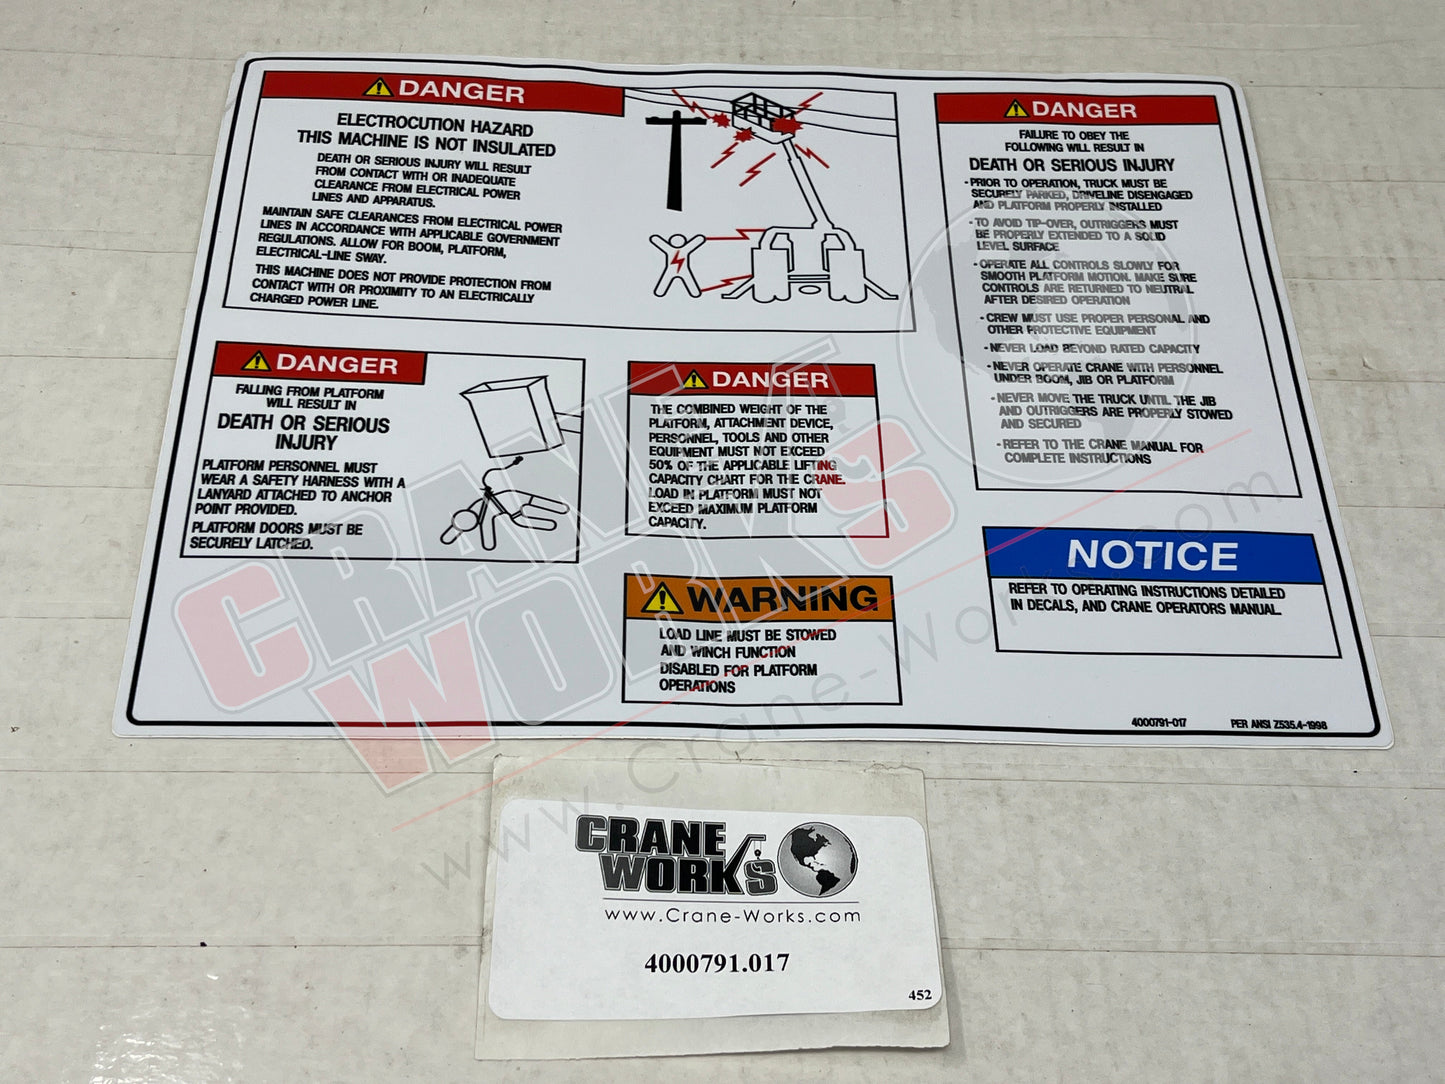 DANGER
ELECTROCUTION HAZARD
THIS MACHINE IS NOT INSULATED
DEATH OR SERIOUS INJURY WILL RESULT
FROM CONTACT WITH OR INADEQUATE
CLEARANCE FROM ELECTRICAL POWER
LINES AND APPARATUS.
MAINTAIN SAFE CLEARANCES FROM ELECTRICAL POWER
LINES IN ACCORDANCE WITH APPLICABLE GOVERNMENT
REGULATIONS. ALLOW FOR BOOM, PLATFORM,
ELECTRICAL-LINE SWAY.
THIS MACHINE DOES NOT PROVIDE PROTECTION FROM
CONTACT WITH OR PROXIMITY TO AN ELECTRICALLY
CHARGED POWER LINE.
DANGER
FALLING FROM PLATFORM
WILL RESULT IN
DEATH OR SERIOUS
INJURY
PLATFORM PERSONNEL MUST
WEAR A SAFETY HARNESS WITH A
LANYARD ATTACHED TO ANCHOR
POINT PROVIDED.
PLATFORM DOORS MUST BE
SECURELY LATCHED.
DANGER
THE COMBINED WEIGHT OF THE
PLATFORM, ATTACHMENT DEVICE,
PERSONNEL, TOOLS AND OTHER
EQUIPMENT MUST NOT EXCEED
50% OF THE APPLICABLE LIFTING
CAPACITY CHART FOR THE CRANE.
LOAD IN PLATFORM MUST NOT
EXCEED MAXIMUM PLATFORM
CAPACITY.
WARNING
LOAD LINE MUST BE STOWED
AND WINCH FUNCTION
DISABLED FOR PLATFORM
OPERATIONS
DANGER
FAILURE TO OBEY THE
FOLLOWING WILL RESULT IN
DEATH OR SERIOUS INJURY
- PRIOR TO OPERATION, TRUCK MUST BE
SECURELY PARKED, DRIVELINE DISENGAGED
AND PLATFORM PROPERLY INSTALLED
- TO AVOID TIP-OVER, OUTRIGGERS MUST
BE PROPERLY EXTENDED TO A SOLID
LEVEL SURFACE
- OPERATE ALL CONTROLS SLOWLY FOR
SMOOTH PLATFORM MOTION. MAKE SURE
CONTROLS ARE RETURNED TO NEUTRAL
AFTER DESIRED OPERATION
- CREW MUST USE PROPER PERSONAL AND
OTHER PROTECTIVE EQUIPMENT
- NEVER LOAD BEYOND RATED CAPACITY
- NEVER OPERATE CRANE WITH PERSONNEL
UNDER BOOM, JIB OR PLATFORM
- NEVER MOVE THE TRUCK UNTIL THE JIB
AND OUTRIGGERS ARE PROPERLY STOWED
AND SECURED
- REFER TO THE CRANE MANUAL FOR
COMPLETE INSTRUCTIONS
NOTICE
REFER TO OPERATING INSTRUCTIONS DETAILED
IN DECALS, AND CRANE OPERATORS MANUAL.
4000791-017 PER ANSI Z535.4-1998
CRANE
WORKS
www.Crane-Works.com
CRANE
WORKS
www.Crane-Works.com
4000791.017
452